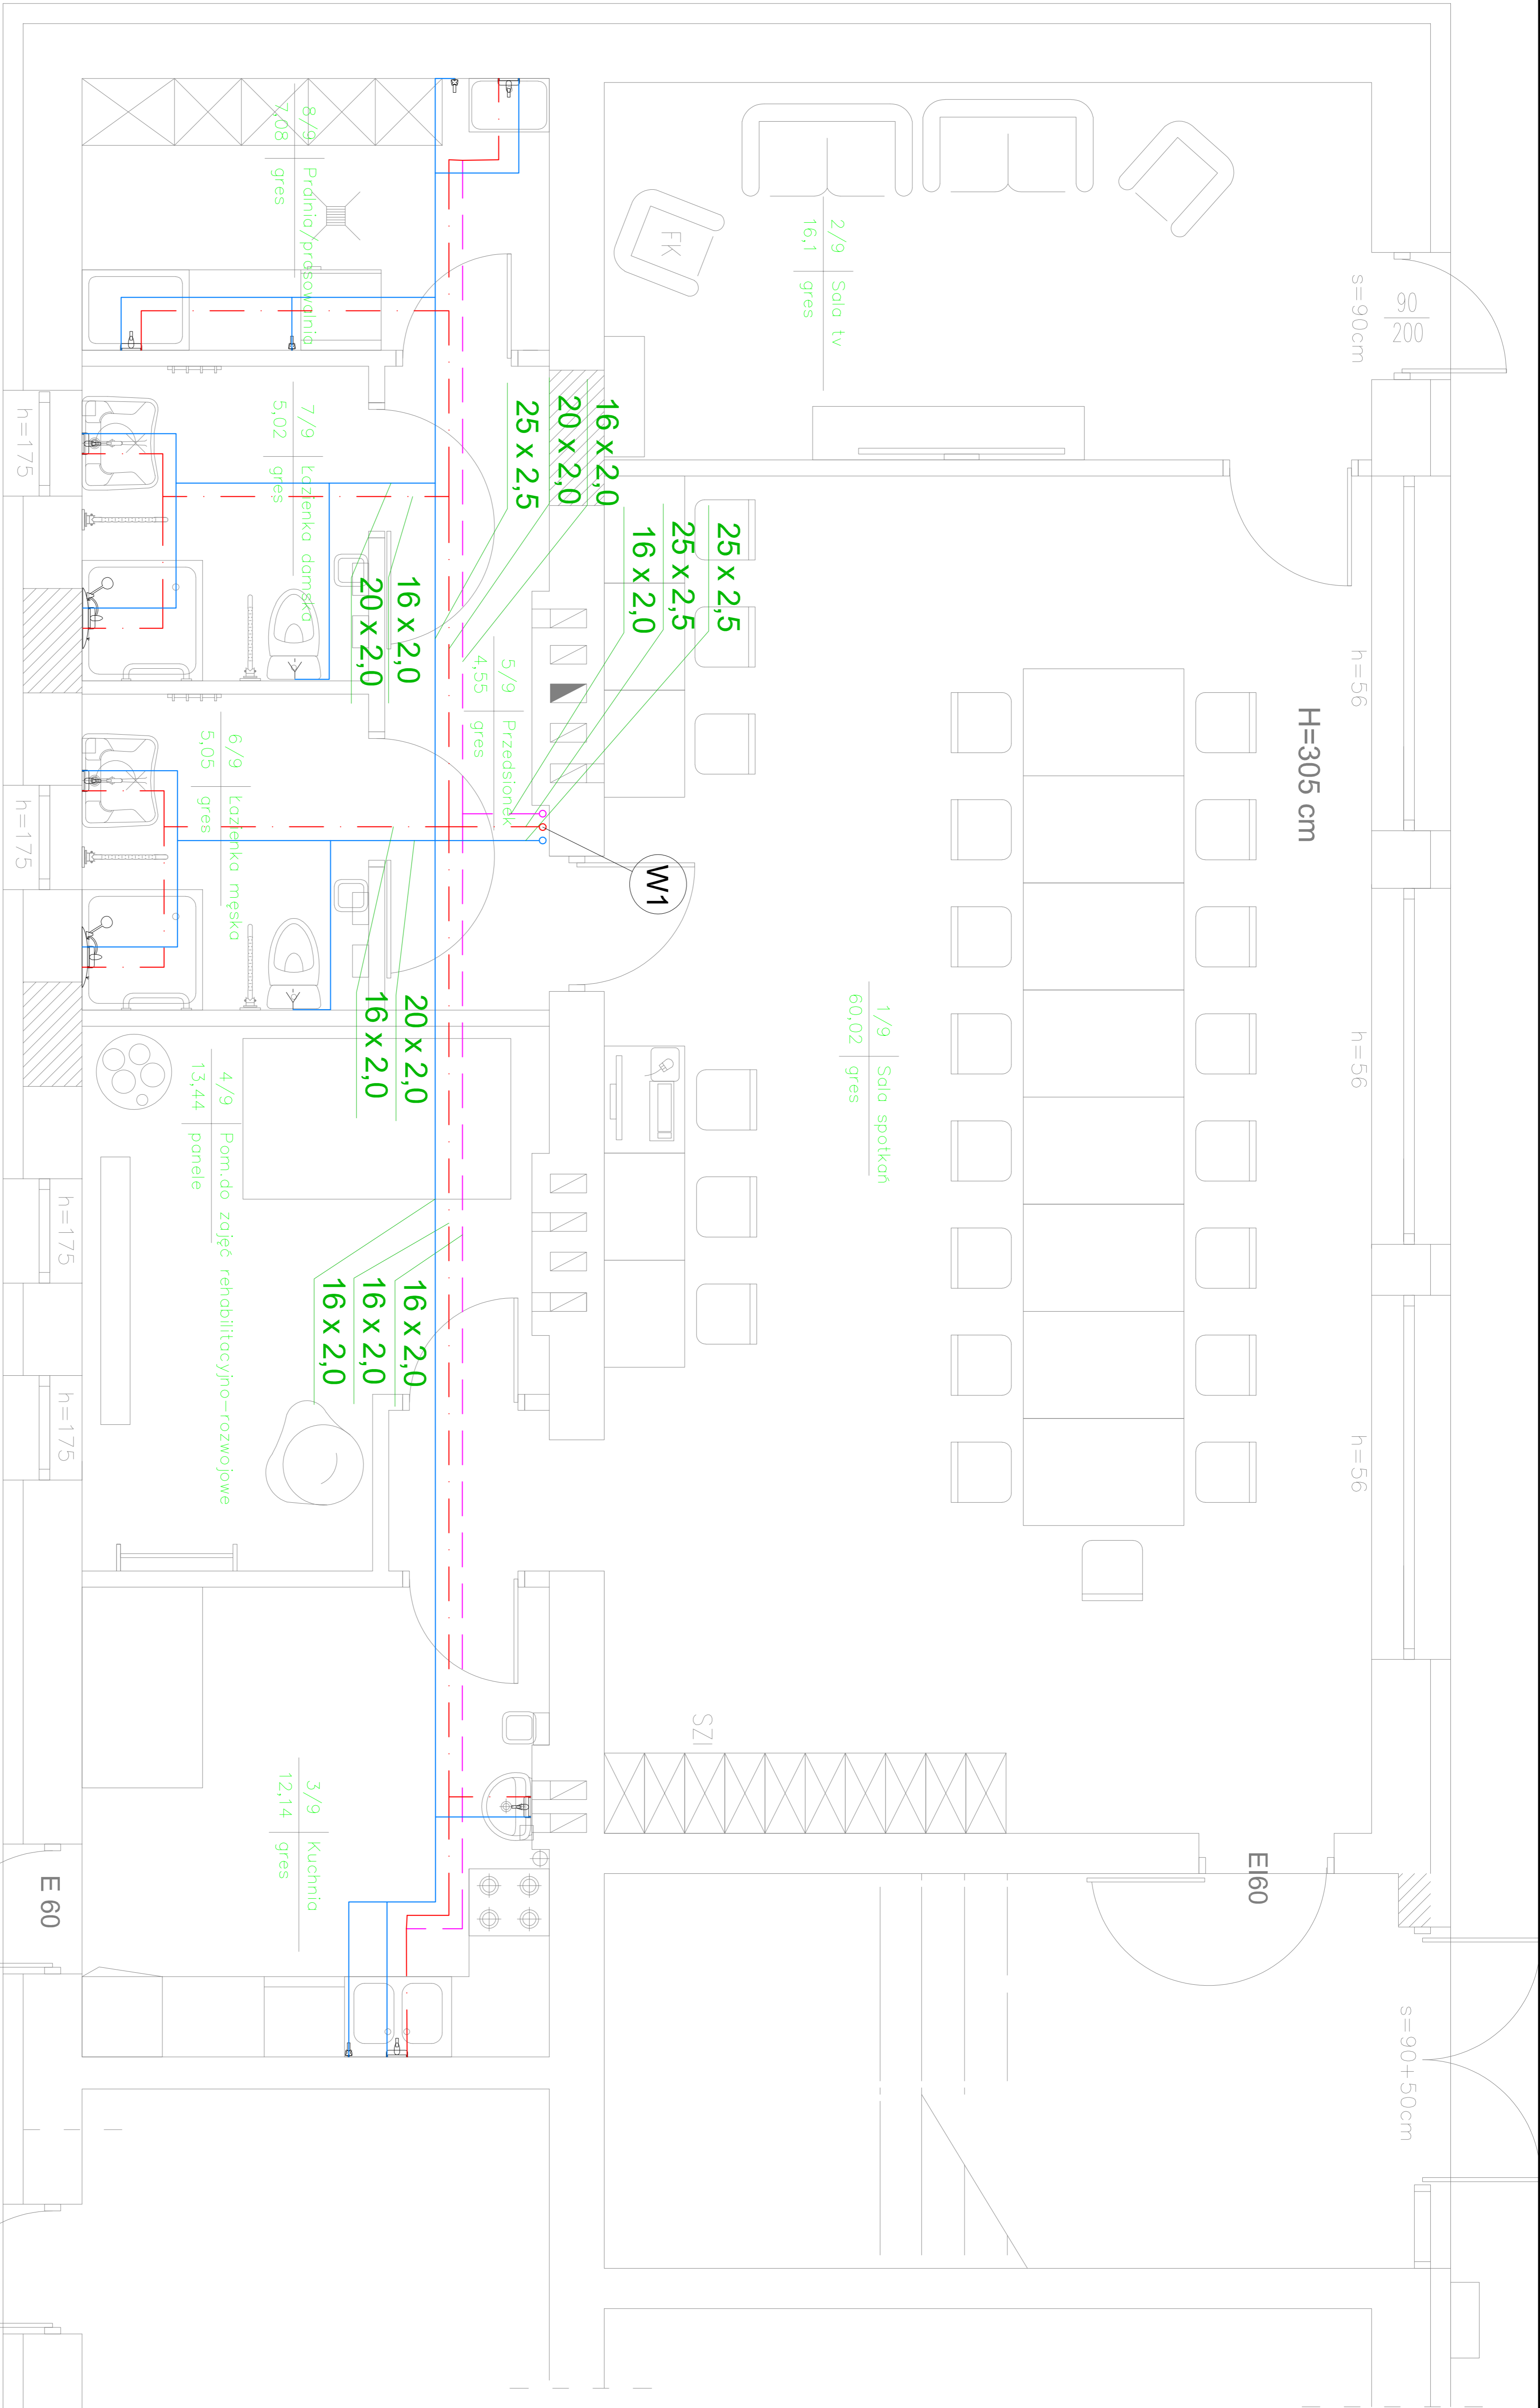 90
200
s=90cm
h=56
H=305 cm
h=56
h=56
EI60
s=90+50cm
2/9 Sala tv
16,1 gres
FK
1/9 Sala spotkań
60,02 gres
SZI
25 x 2,5
25 x 2,5
16 x 2,0
W1
16 x 2,0
20 x 2,0
25 x 2,5
5/9 Przedsionek
4,55 gres
16 x 2,0
20 x 2,0
20 x 2,0
16 x 2,0
16 x 2,0
16 x 2,0
16 x 2,0
8/9 Pralnia/prasowalnia
7,08 gres
7/9 Łazienka damska
5,02 gres
6/9 Łazienka męska
5,05 gres
4/9 Pom.do zajęć rehabilitacyjno-rozwojowe
13,44 panele
3/9 Kuchnia
12,14 gres
h=175
h=175
h=175
h=175
E 60